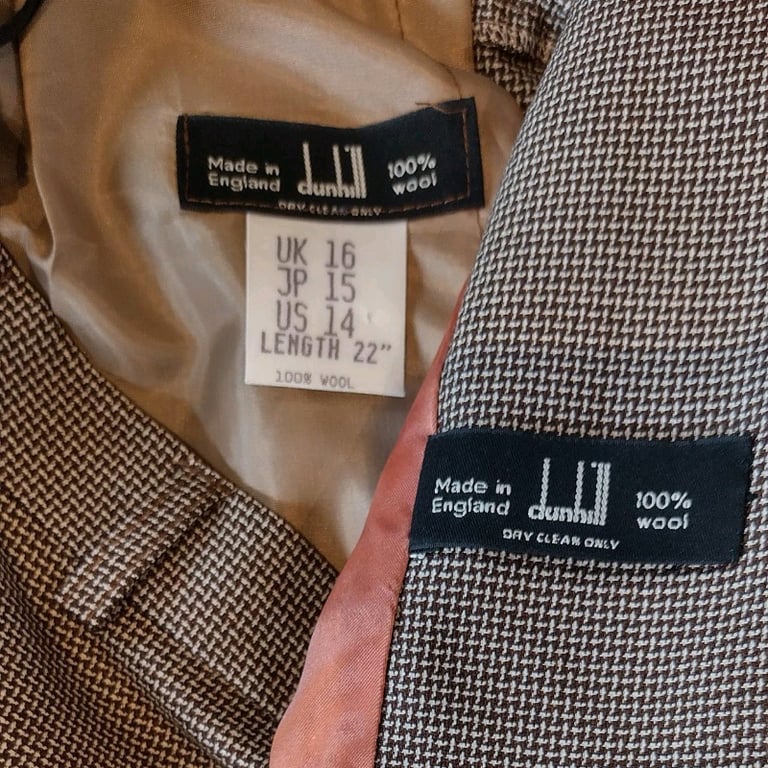 Made in
England
dunhill
100%
wool
DRY CLEAN ONLY
UK 16
JP 15
US 14
LENGTH 22"
100% WOOL
Made in
England
dunhill
100%
wool
DRY CLEAN ONLY